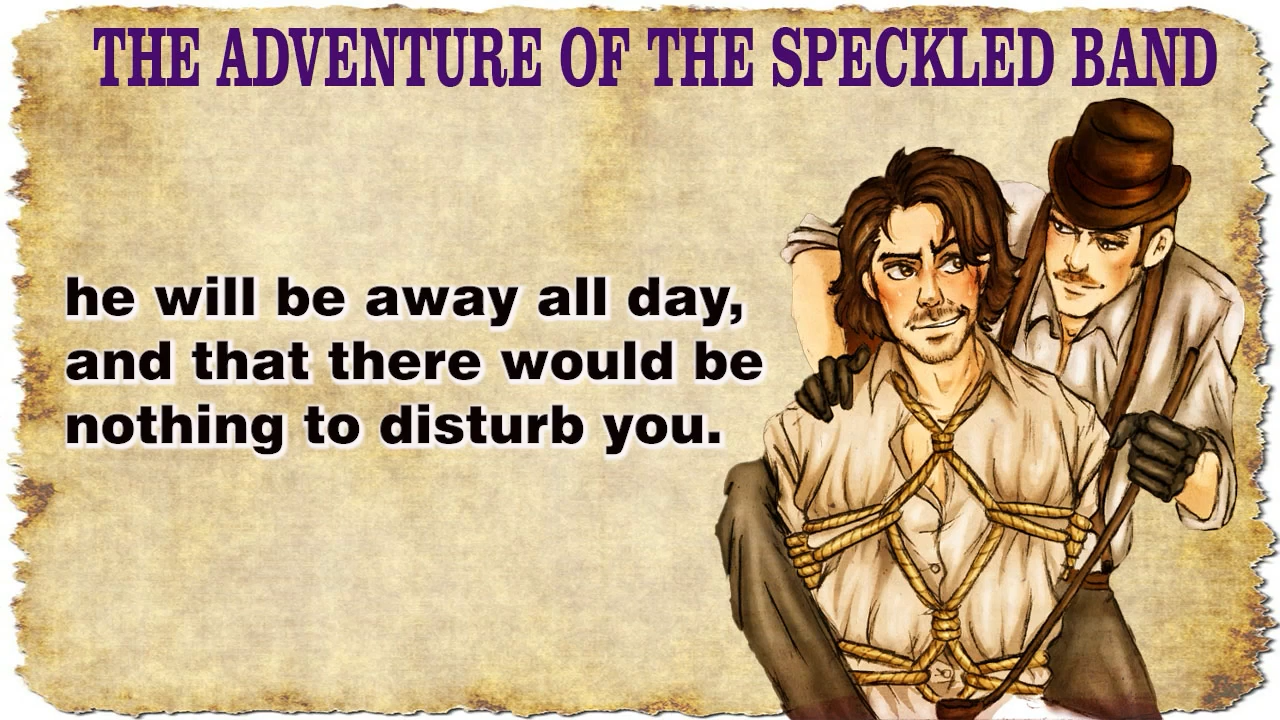 THE ADVENTURE OF THE SPECKLED BAND
he will be away all day,
and that there would be
nothing to disturb you.